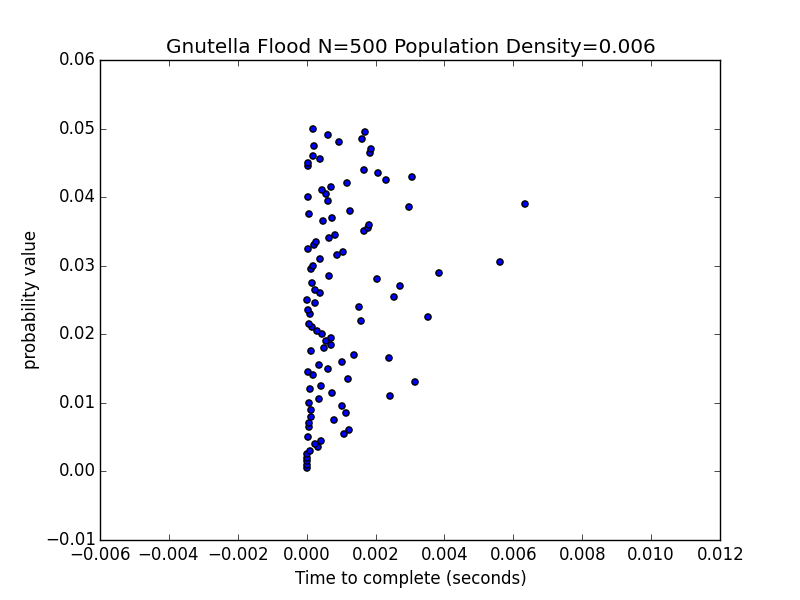 Gnutella Flood N=500 Population Density=0.006
0.06
0.05
0.04
0.03
0.02
0.01
0.00
−0.01
probability value
−0.006 −0.004 −0.002 0.000 0.002 0.004 0.006 0.008 0.010 0.012
Time to complete (seconds)